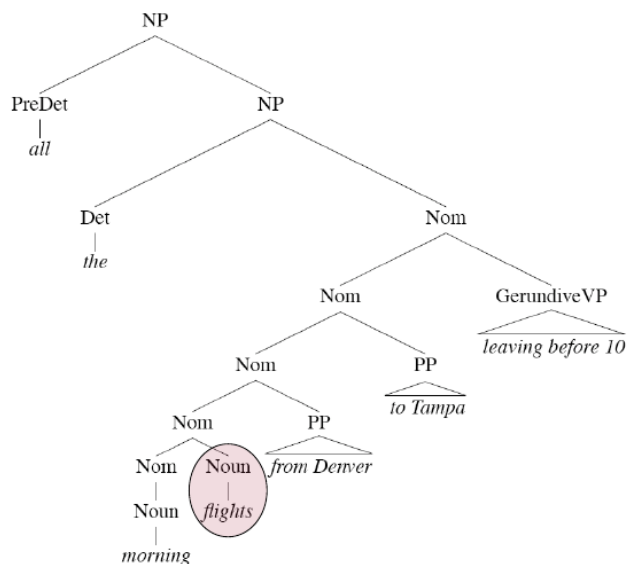 NP
PreDet NP
all
Det Nom
the
Nom GerundiveVP
leaving before 10
Nom PP
to Tampa
Nom PP
Nom Noun from Denver
Noun flights
morning